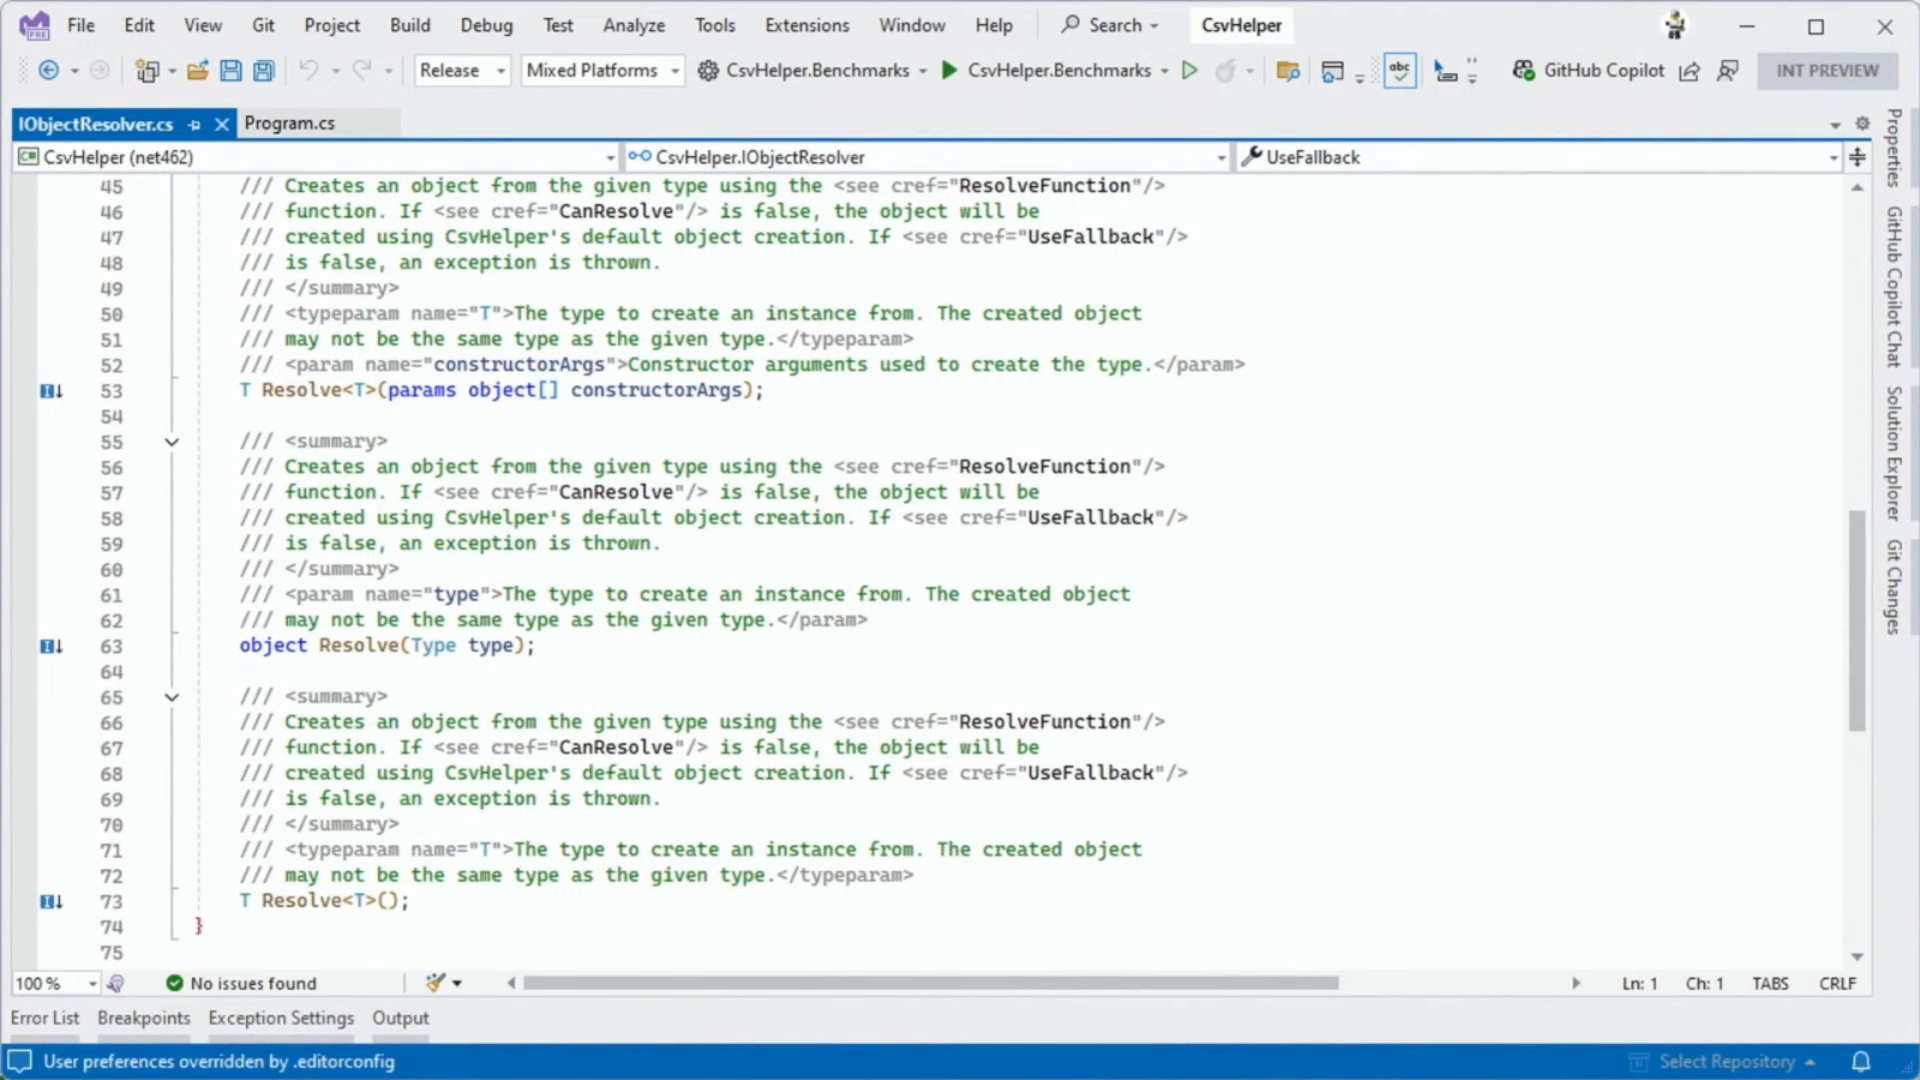 File Edit View Git Project Build Debug Test Analyze Tools Extensions Window Help Search CsvHelper
PRE
Release Mixed Platforms CsvHelper.Benchmarks CsvHelper.Benchmarks abc GitHub Copilot INT PREVIEW
IObjectResolver.cs Program.cs
C# CsvHelper (net462) CsvHelper.IObjectResolver UseFallback
45 /// Creates an object from the given type using the <see cref="ResolveFunction"/>
46 /// function. If <see cref="CanResolve"/> is false, the object will be
47 /// created using CsvHelper's default object creation. If <see cref="UseFallback"/>
48 /// is false, an exception is thrown.
49 /// </summary>
50 /// <typeparam name="T">The type to create an instance from. The created object
51 /// may not be the same type as the given type.</typeparam>
52 /// <param name="constructorArgs">Constructor arguments used to create the type.</param>
53 T Resolve<T>(params object[] constructorArgs);
54
55 /// <summary>
56 /// Creates an object from the given type using the <see cref="ResolveFunction"/>
57 /// function. If <see cref="CanResolve"/> is false, the object will be
58 /// created using CsvHelper's default object creation. If <see cref="UseFallback"/>
59 /// is false, an exception is thrown.
60 /// </summary>
61 /// <param name="type">The type to create an instance from. The created object
62 /// may not be the same type as the given type.</param>
63 object Resolve(Type type);
64
65 /// <summary>
66 /// Creates an object from the given type using the <see cref="ResolveFunction"/>
67 /// function. If <see cref="CanResolve"/> is false, the object will be
68 /// created using CsvHelper's default object creation. If <see cref="UseFallback"/>
69 /// is false, an exception is thrown.
70 /// </summary>
71 /// <typeparam name="T">The type to create an instance from. The created object
72 /// may not be the same type as the given type.</typeparam>
73 T Resolve<T>();
74 }
75
Properties
GitHub Copilot Chat
Solution Explorer
Git Changes
100 % No issues found Ln: 1 Ch: 1 TABS CRLF
Error List Breakpoints Exception Settings Output
User preferences overridden by .editorconfig Select Repository